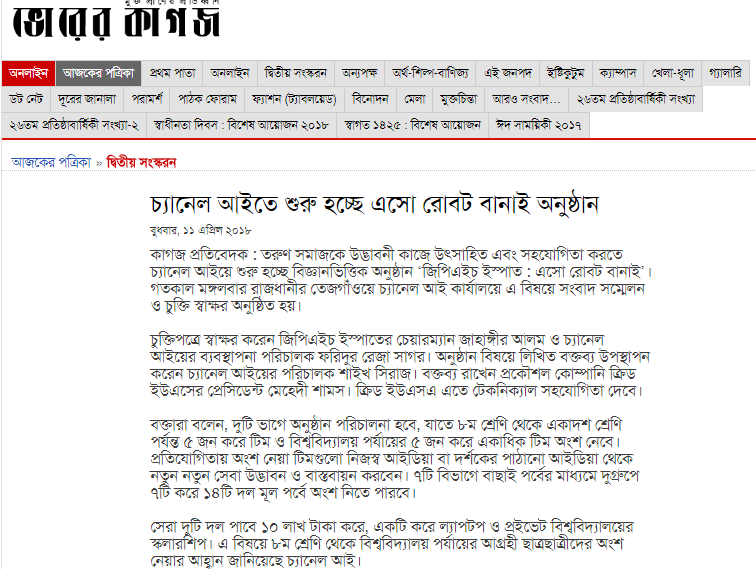 ভোরের কাগজ
অনলাইন আজকের পত্রিকা প্রথম পাতা অনলাইন দ্বিতীয় সংস্করন অন্যপক্ষ অর্থ-শিল্প-বাণিজ্য এই জনপদ ইষ্টিকুটুম ক্যাম্পাস খেলা-ধূলা গ্যালারি
ডট নেট দূরের জানালা পরামর্শ পাঠক ফোরাম ফ্যাশন (ট্যাবলয়েড) বিনোদন মেলা মুক্তচিন্তা আরও সংবাদ... ২৬তম প্রতিষ্ঠাবার্ষিকী সংখ্যা
২৬তম প্রতিষ্ঠাবার্ষিকী সংখ্যা-২ স্বাধীনতা দিবস : বিশেষ আয়োজন ২০১৮ স্বাগত ১৪২৫ : বিশেষ আয়োজন ঈদ সাময়িকী ২০১৭
আজকের পত্রিকা » দ্বিতীয় সংস্করন
চ্যানেল আইতে শুরু হচ্ছে এসো রোবট বানাই অনুষ্ঠান
বুধবার, ১১ এপ্রিল ২০১৮
কাগজ প্রতিবেদক : তরুণ সমাজকে উদ্ভাবনী কাজে উৎসাহিত এবং সহযোগিতা করতে
চ্যানেল আইয়ে শুরু হচ্ছে বিজ্ঞানভিত্তিক অনুষ্ঠান ‘জিপিএইচ ইস্পাত : এসো রোবট বানাই’।
গতকাল মঙ্গলবার রাজধানীর তেজগাঁওয়ে চ্যানেল আই কার্যালয়ে এ বিষয়ে সংবাদ সম্মেলন
ও চুক্তি স্বাক্ষর অনুষ্ঠিত হয়।
চুক্তিপত্রে স্বাক্ষর করেন জিপিএইচ ইস্পাতের চেয়ারম্যান জাহাঙ্গীর আলম ও চ্যানেল
আইয়ের ব্যবস্থাপনা পরিচালক ফরিদুর রেজা সাগর। অনুষ্ঠান বিষয়ে লিখিত বক্তব্য উপস্থাপন
করেন চ্যানেল আইয়ের পরিচালক শাইখ সিরাজ। বক্তব্য রাখেন প্রকৌশল কোম্পানি ক্রিড
ইউএসের প্রেসিডেন্ট মেহেদী শামস। ক্রিড ইউএসএ এতে টেকনিক্যাল সহযোগিতা দেবে।
বক্তারা বলেন, দুটি ভাগে অনুষ্ঠান পরিচালনা হবে, যাতে ৮ম শ্রেণি থেকে একাদশ শ্রেণি
পর্যন্ত ৫ জন করে টিম ও বিশ্ববিদ্যালয় পর্যায়ের ৫ জন করে একাধিক টিম অংশ নেবে।
প্রতিযোগিতায় অংশ নেয়া টিমগুলো নিজস্ব আইডিয়া বা দর্শকের পাঠানো আইডিয়া থেকে
নতুন নতুন সেবা উদ্ভাবন ও বাস্তবায়ন করবেন। ৭টি বিভাগে বাছাই পর্বের মাধ্যমে দুগ্রুপে
৭টি করে ১৪টি দল মূল পর্বে অংশ নিতে পারবে।
সেরা দুটি দল পাবে ১০ লাখ টাকা করে, একটি করে ল্যাপটপ ও প্রইভেট বিশ্ববিদ্যালয়ের
স্কলারশিপ। এ বিষয়ে ৮ম শ্রেণি থেকে বিশ্ববিদ্যালয় পর্যায়ের আগ্রহী ছাত্রছাত্রীদের অংশ
নেয়ার আহ্বান জানিয়েছে চ্যানেল আই।